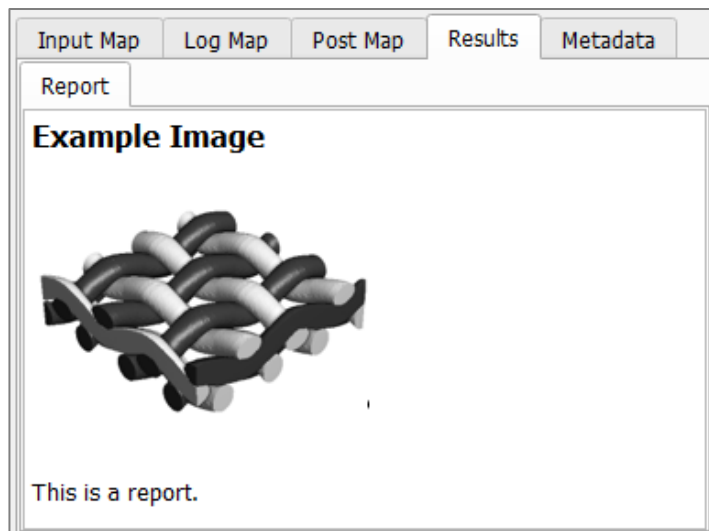 Input Map Log Map Post Map Results Metadata
Report
Example Image
This is a report.